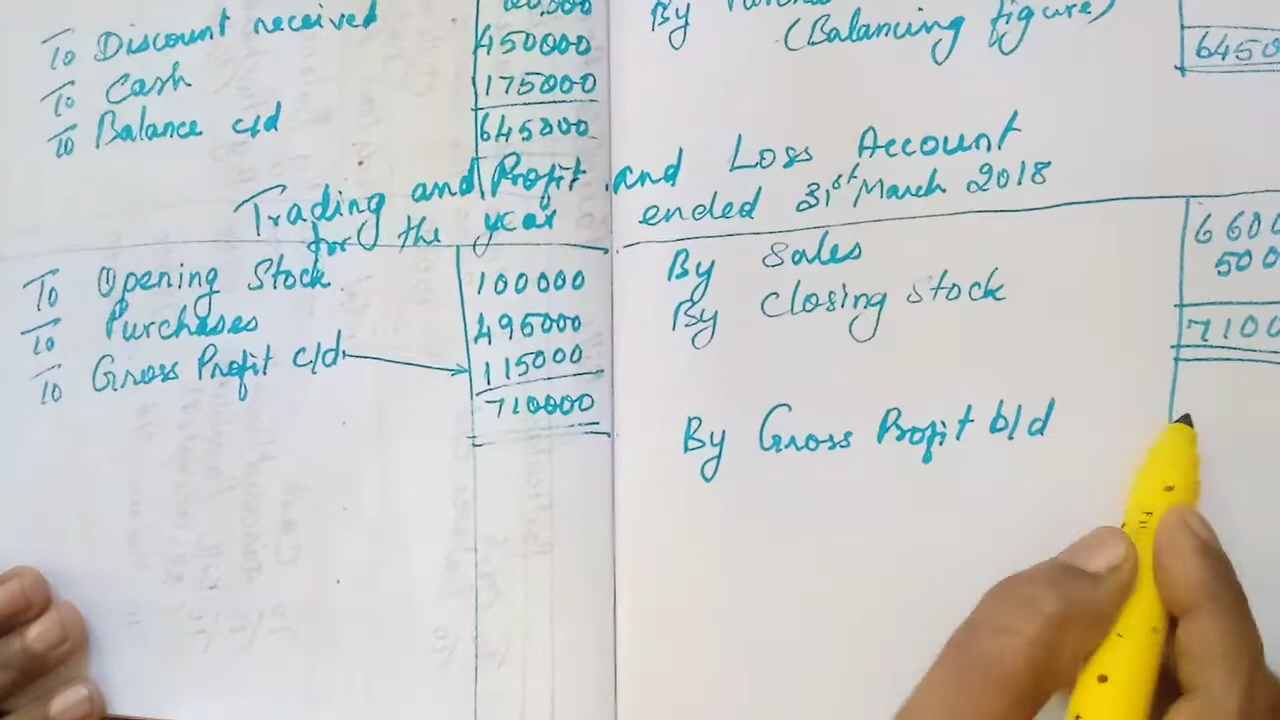 To Discount received
To Cash 450000
To Balance c/d 175000
645000
By
(Balancing figure)
645
Trading and Profit and Loss Account
for the year ended 31st March 2018
To Opening Stock 100000
To Purchases 495000
To Gross Profit c/d 115000
710000
By Sales 6600
By Closing Stock 500
7100
By Gross Profit b/d